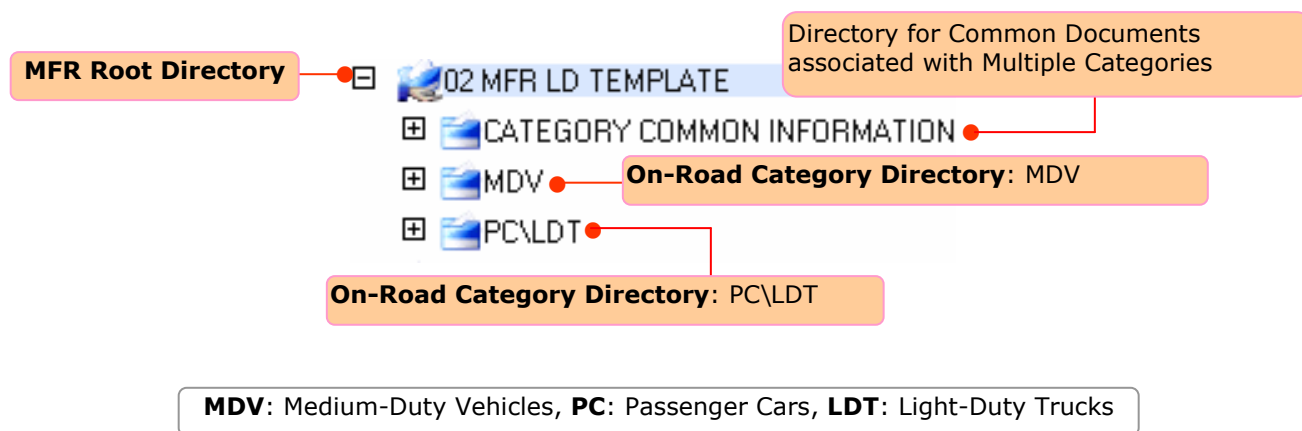 Directory for Common Documents
associated with Multiple Categories
MFR Root Directory
02 MFR LD TEMPLATE
CATEGORY COMMON INFORMATION
MDV
On-Road Category Directory: MDV
PC\LDT
On-Road Category Directory: PC\LDT
MDV: Medium-Duty Vehicles, PC: Passenger Cars, LDT: Light-Duty Trucks